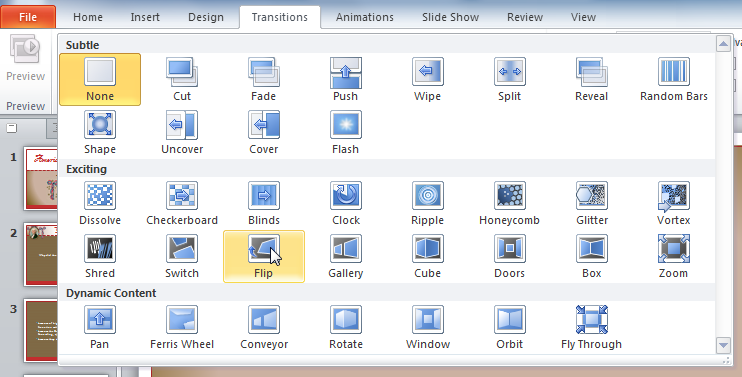 File Home Insert Design Transitions Animations Slide Show Review View
Subtle
Preview
None Cut Fade Push Wipe Split Reveal Random Bars
Preview
Shape Uncover Cover Flash
1
Exciting
Dissolve Checkerboard Blinds Clock Ripple Honeycomb Glitter Vortex
2
Shred Switch Flip Gallery Cube Doors Box Zoom
Dynamic Content
3
Pan Ferris Wheel Conveyor Rotate Window Orbit Fly Through